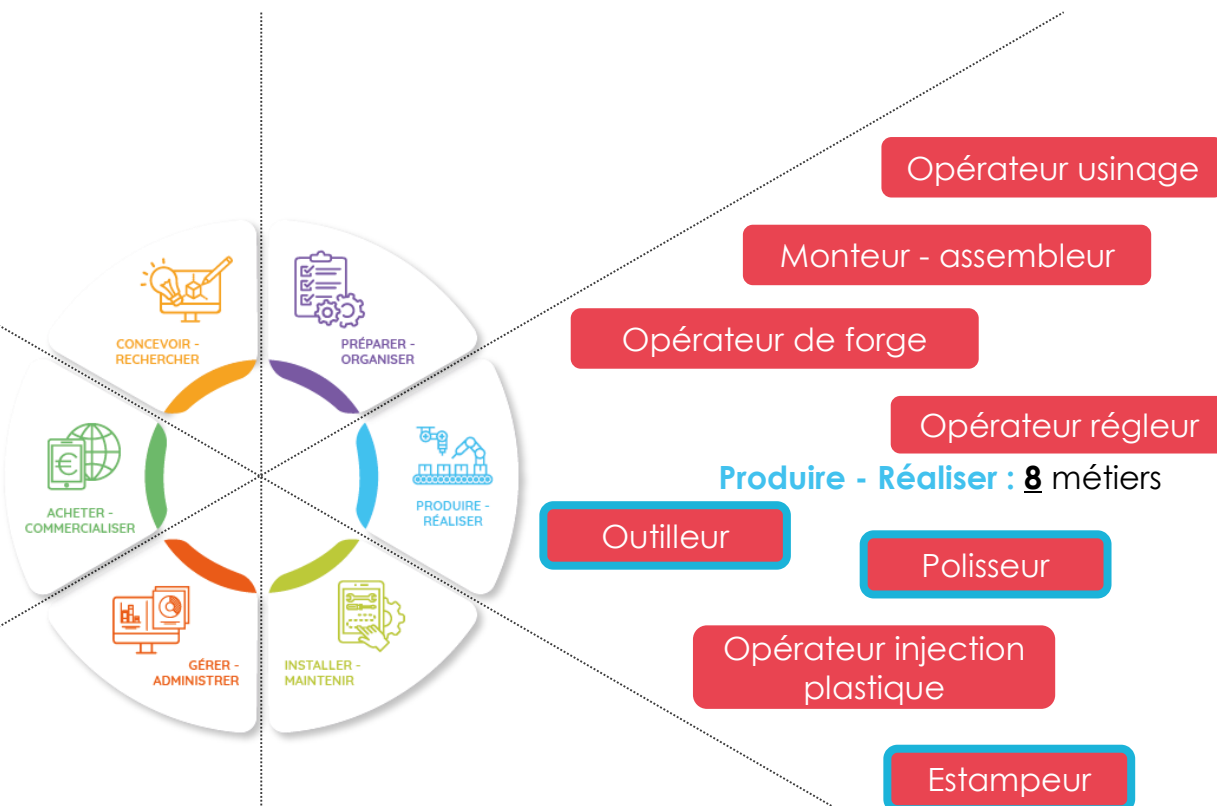 CONCEVOIR -
RECHERCHER
PRÉPARER -
ORGANISER
ACHETER -
COMMERCIALISER
PRODUIRE -
RÉALISER
GÉRER -
ADMINISTRER
INSTALLER -
MAINTENIR
Opérateur usinage
Monteur - assembleur
Opérateur de forge
Opérateur régleur
Produire - Réaliser : 8 métiers
Outilleur
Polisseur
Opérateur injection
plastique
Estampeur